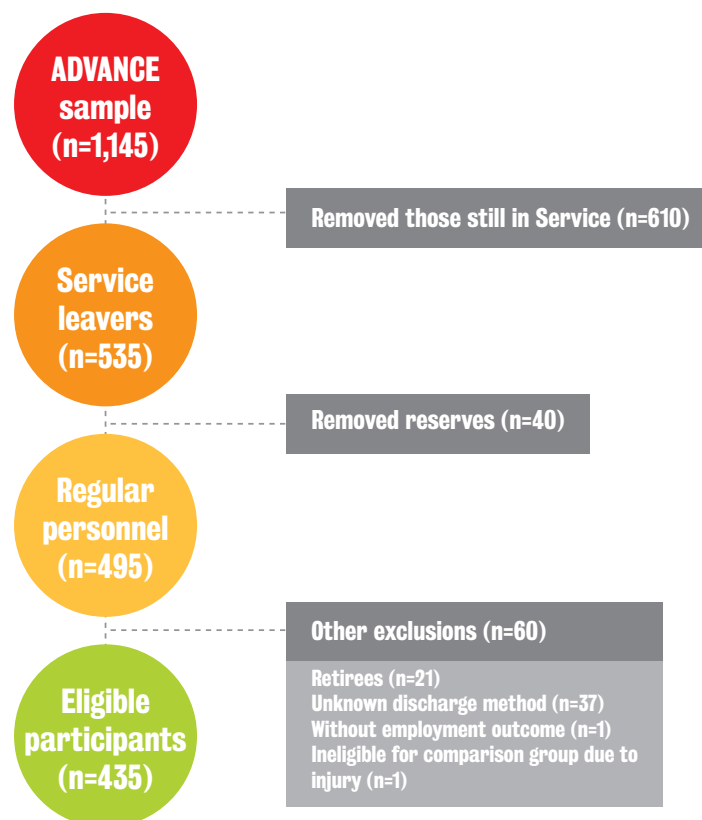 ADVANCE
sample
(n=1,145)
Removed those still in Service (n=610)
Service
leavers
(n=535)
Removed reserves (n=40)
Regular
personnel
(n=495)
Other exclusions (n=60)
Retirees (n=21)
Unknown discharge method (n=37)
Without employment outcome (n=1)
Ineligible for comparison group due to
injury (n=1)
Eligible
participants
(n=435)